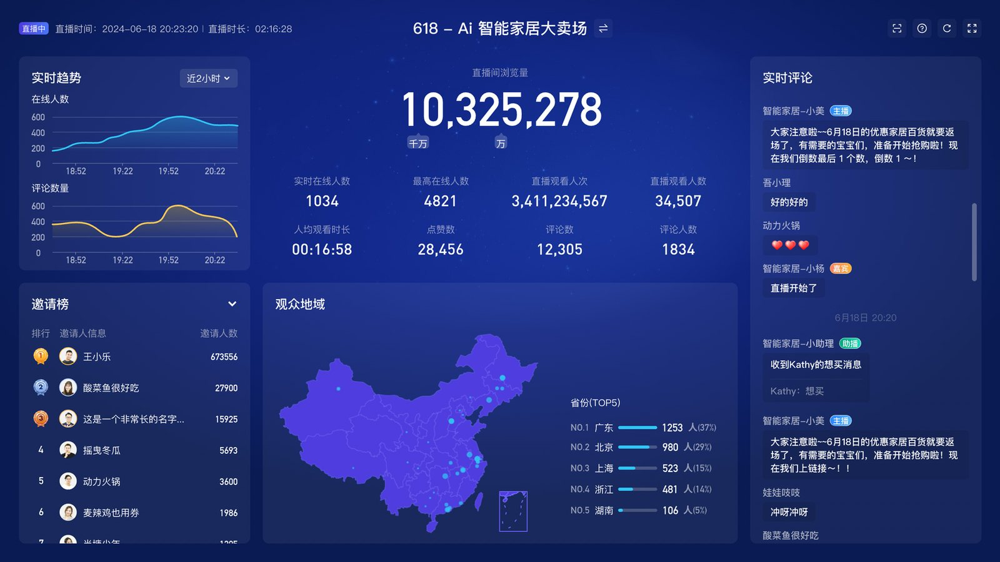 直播中 直播时间：2024-06-18 20:23:20 | 直播时长：02:16:28
618 - Ai 智能家居大卖场
实时趋势
近2小时
在线人数
600
400
200
0
18:52 19:22 19:52 20:22
评论数量
600
400
200
0
18:52 19:22 19:52 20:22
直播间浏览量
10,325,278
千万 万
实时在线人数 最高在线人数 直播观看人次 直播观看人数
1034 4821 3,411,234,567 34,507
人均观看时长 点赞数 评论数 评论人数
00:16:58 28,456 12,305 1834
邀请榜
排行 邀请人信息 邀请人数
1 王小乐 673556
2 酸菜鱼很好吃 27900
3 这是一个非常长的名字... 15925
4 摇曳冬瓜 5693
5 动力火锅 3600
6 麦辣鸡也用券 1986
观众地域
省份(TOP5)
NO.1 广东 1253 人(37%)
NO.2 北京 980 人(29%)
NO.3 上海 523 人(15%)
NO.4 浙江 481 人(14%)
NO.5 湖南 106 人(5%)
实时评论
智能家居-小美 主播
大家注意啦~~6月18日的优惠家居百货就要返
场了，有需要的宝宝们，准备开始抢购啦！现
在我们倒数最后 1 个数，倒数 1 ～！
吾小理
好的好的
动力火锅
❤️❤️❤️
智能家居-小杨 嘉宾
直播开始了
6月18日 20:20
智能家居-小助理 助播
收到Kathy的想买消息
Kathy：想买
智能家居-小美 主播
大家注意啦~~6月18日的优惠家居百货就要返
场了，有需要的宝宝们，准备开始抢购啦！现
在我们上链接～！！
娃娃吱吱
冲呀冲呀
酸菜鱼很好吃